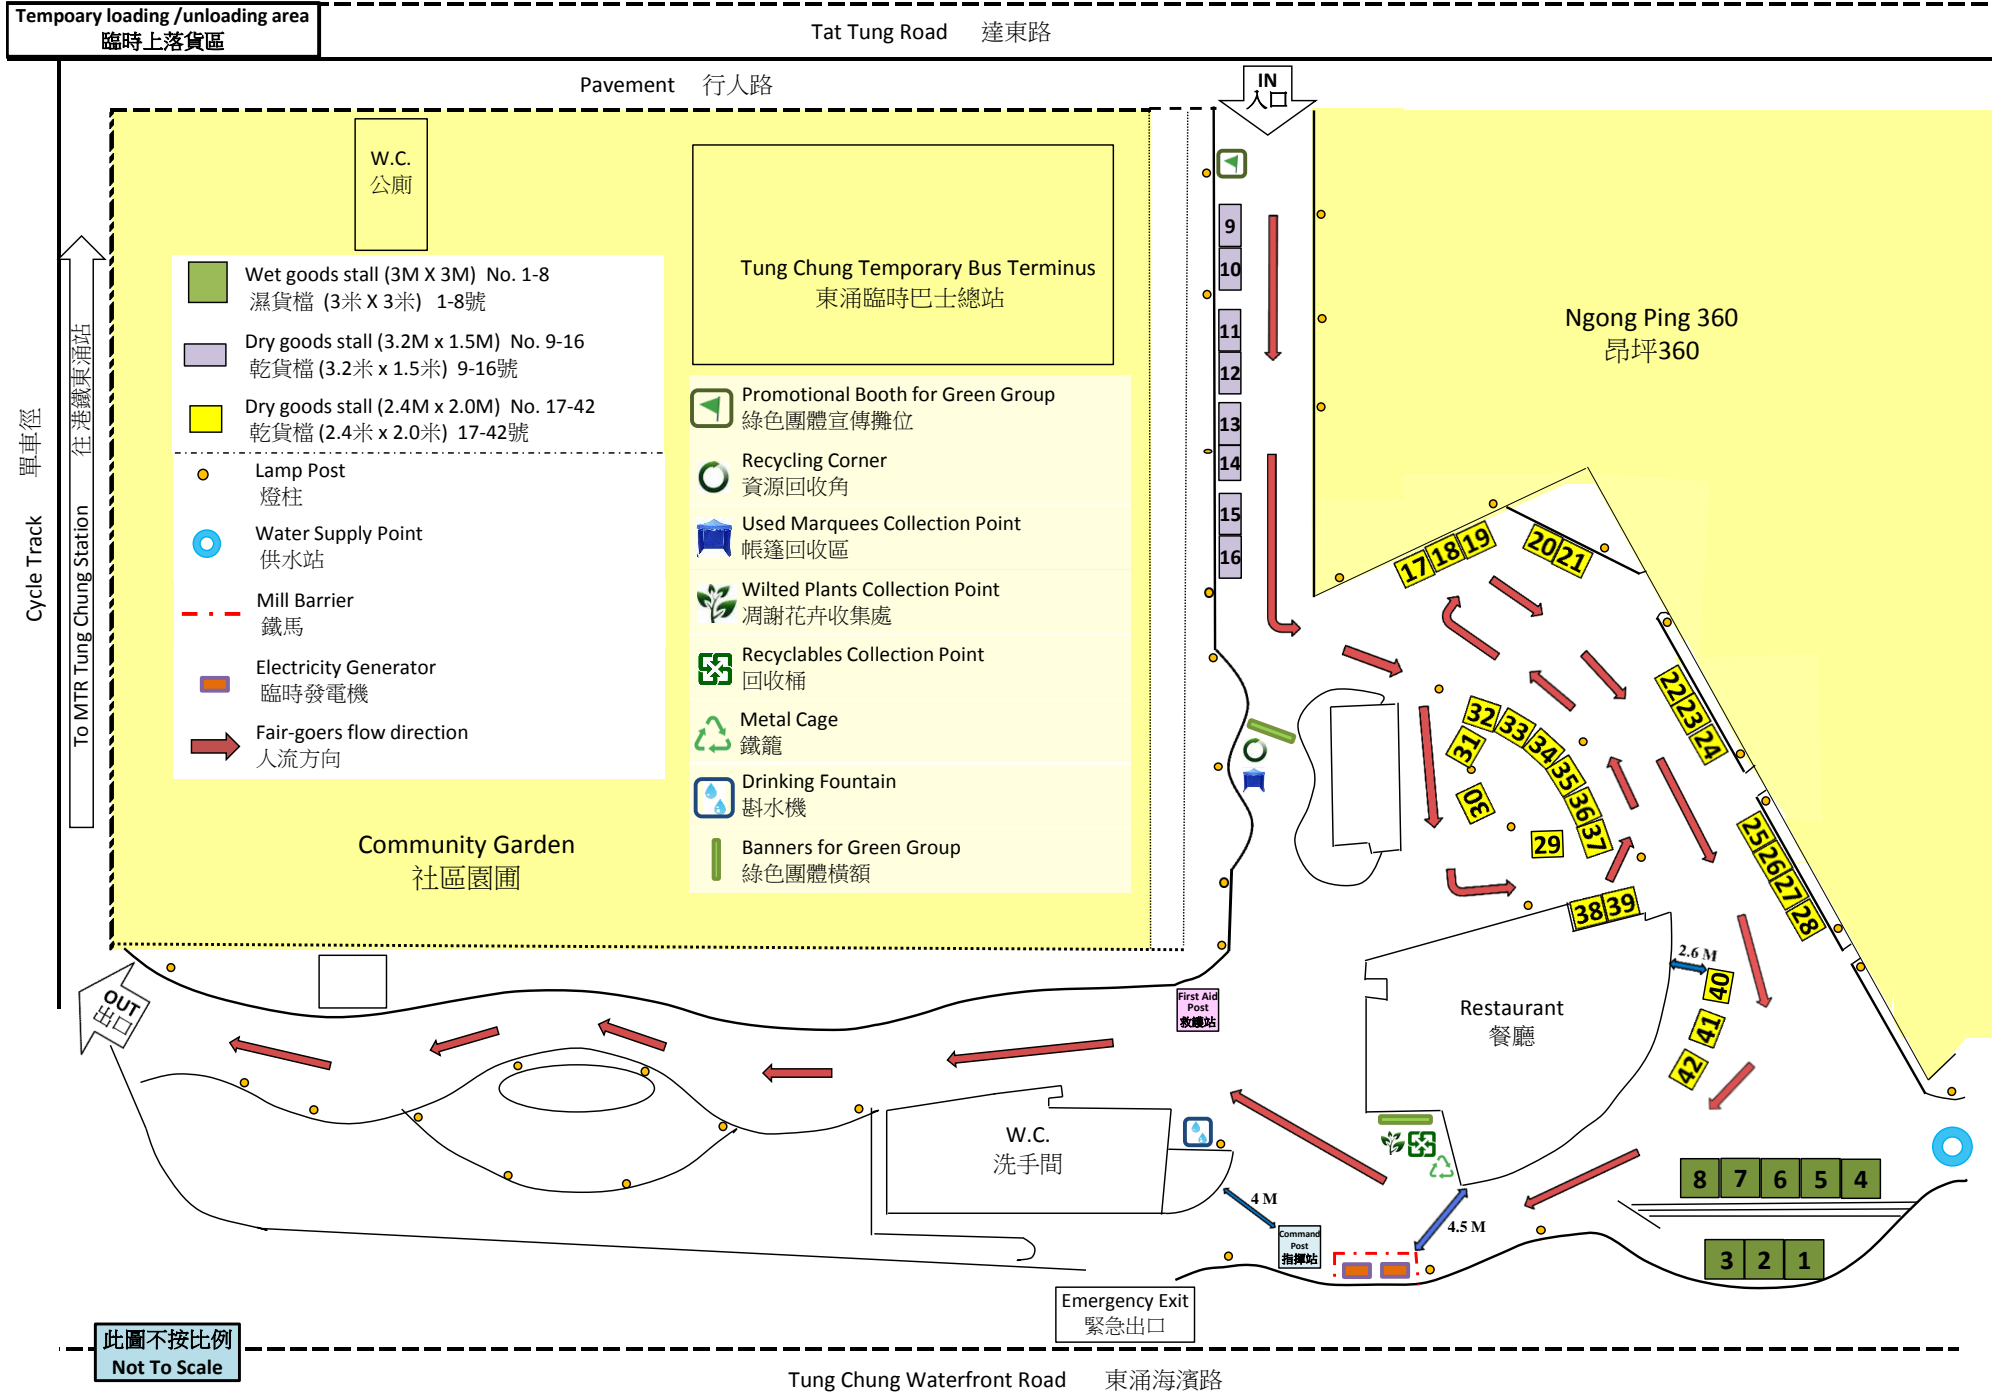 Tempoary loading /unloading area
臨時上落貨區
Tat Tung Road 達東路
Pavement 行人路
IN
入口
W.C.
公廁
Tung Chung Temporary Bus Terminus
東涌臨時巴士總站
Ngong Ping 360
昂坪360
Wet goods stall (3M X 3M) No. 1-8
濕貨檔 (3米 X 3米) 1-8號
Dry goods stall (3.2M x 1.5M) No. 9-16
乾貨檔 (3.2米 x 1.5米) 9-16號
Dry goods stall (2.4M x 2.0M) No. 17-42
乾貨檔 (2.4米 x 2.0米) 17-42號
Lamp Post
燈柱
Water Supply Point
供水站
Mill Barrier
鐵馬
Electricity Generator
臨時發電機
Fair-goers flow direction
人流方向
Promotional Booth for Green Group
綠色團體宣傳攤位
Recycling Corner
資源回收角
Used Marquees Collection Point
帳篷回收區
Wilted Plants Collection Point
凋謝花卉收集處
Recyclables Collection Point
回收桶
Metal Cage
鐵籠
Drinking Fountain
斟水機
Banners for Green Group
綠色團體橫額
Community Garden
社區園圃
Cycle Track 單車徑
To MTR Tung Chung Station 往 港鐵東涌站
9
10
11
12
13
14
15
16
17
18
19
20
21
22
23
24
25
26
27
28
29
30
31
32
33
34
35
36
37
38
39
2.6 M
40
41
42
Restaurant
餐廳
First Aid
Post
救護站
OUT
出口
W.C.
洗手間
4 M
Command
Post
指揮站
4.5 M
8 7 6 5 4
3 2 1
Emergency Exit
緊急出口
此圖不按比例
Not To Scale
Tung Chung Waterfront Road 東涌海濱路